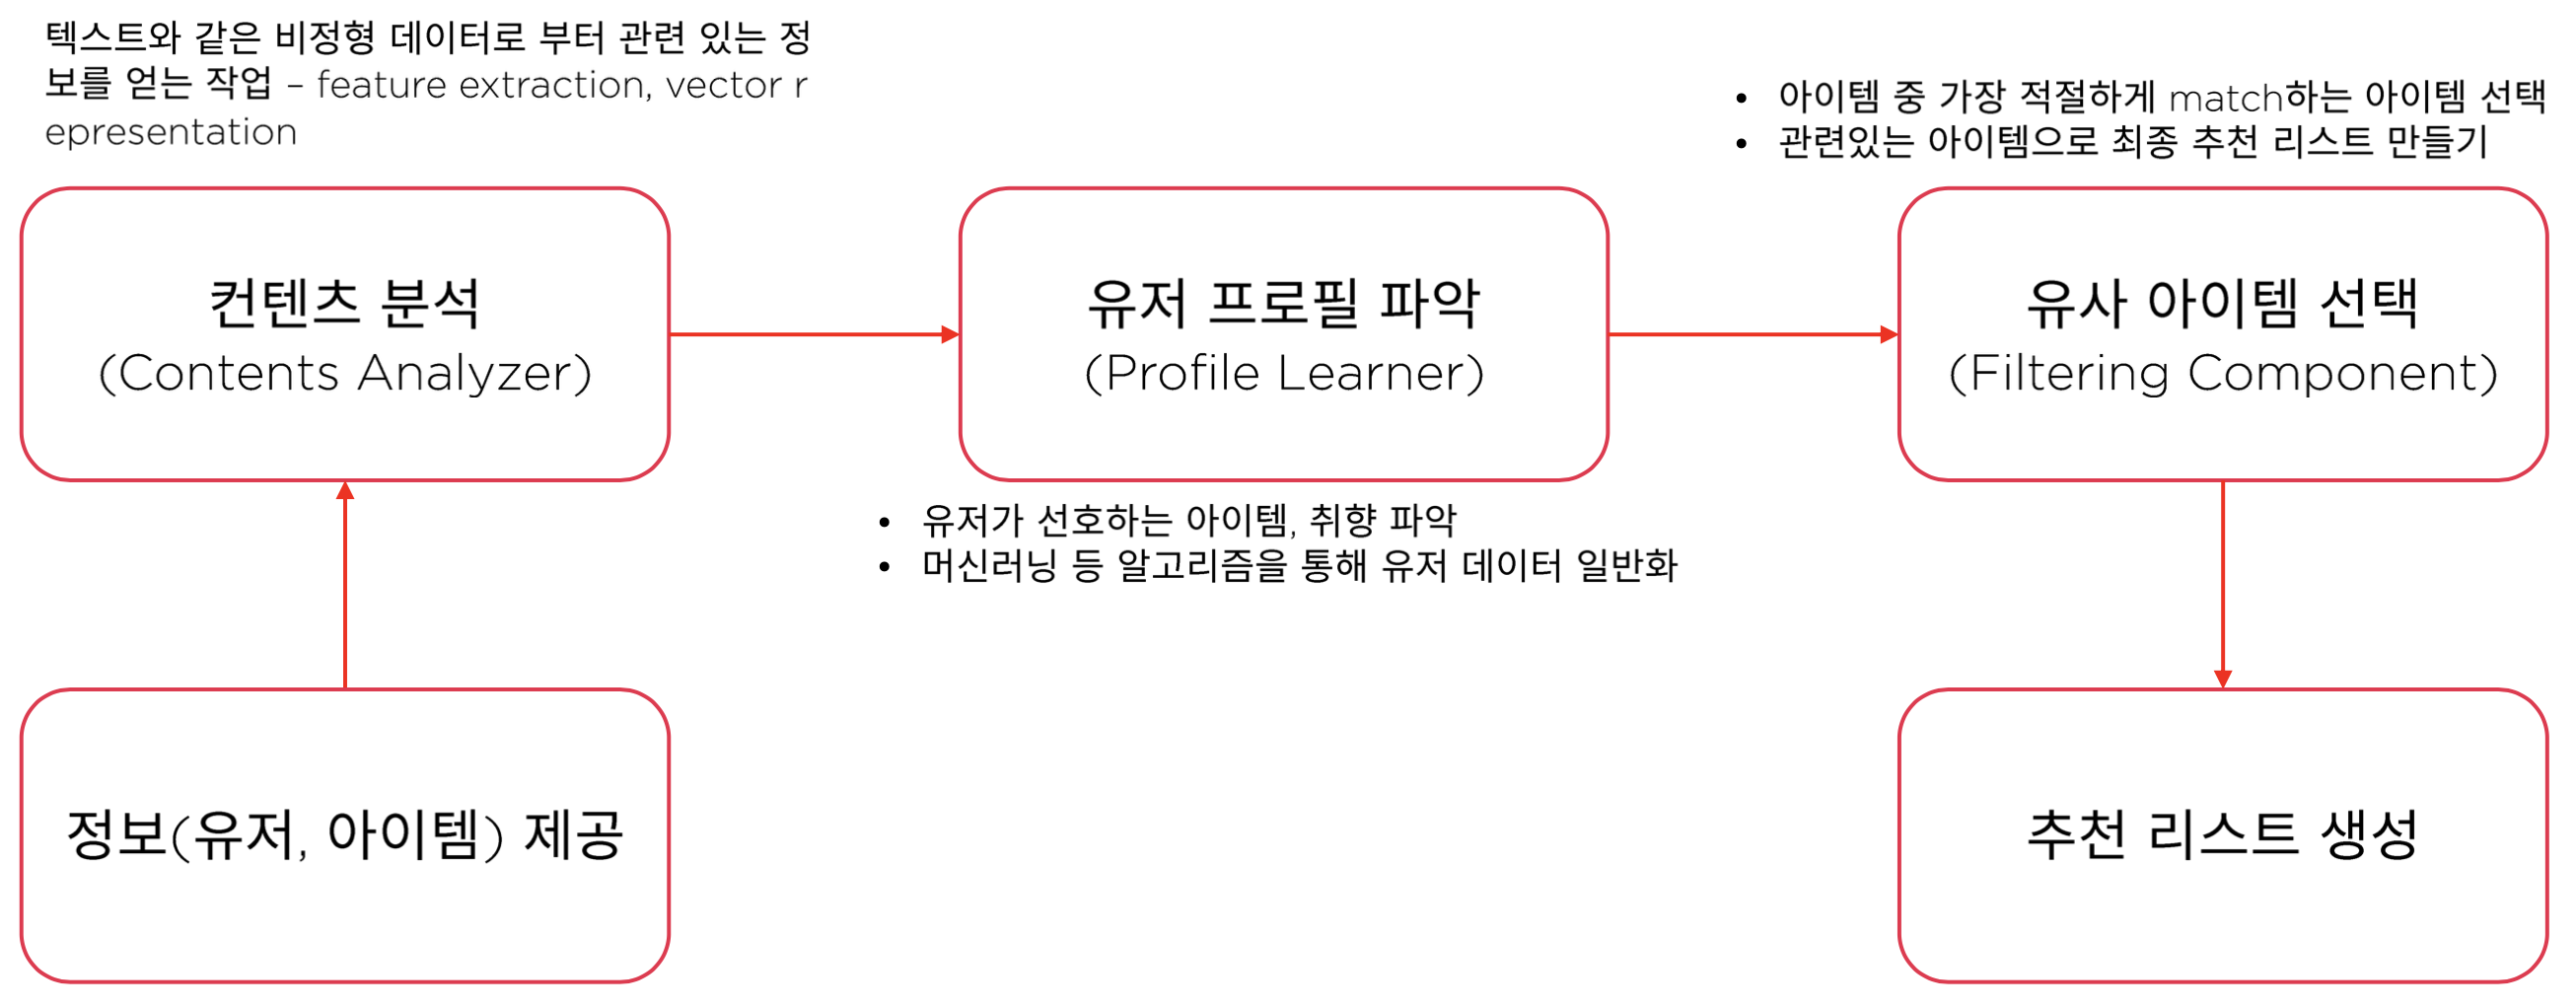 텍스트와 같은 비정형 데이터로 부터 관련 있는 정
보를 얻는 작업 – feature extraction, vector r
epresentation
• 아이템 중 가장 적절하게 match하는 아이템 선택
• 관련있는 아이템으로 최종 추천 리스트 만들기
컨텐츠 분석
(Contents Analyzer)
유저 프로필 파악
(Profile Learner)
유사 아이템 선택
(Filtering Component)
• 유저가 선호하는 아이템, 취향 파악
• 머신러닝 등 알고리즘을 통해 유저 데이터 일반화
정보(유저, 아이템) 제공
추천 리스트 생성